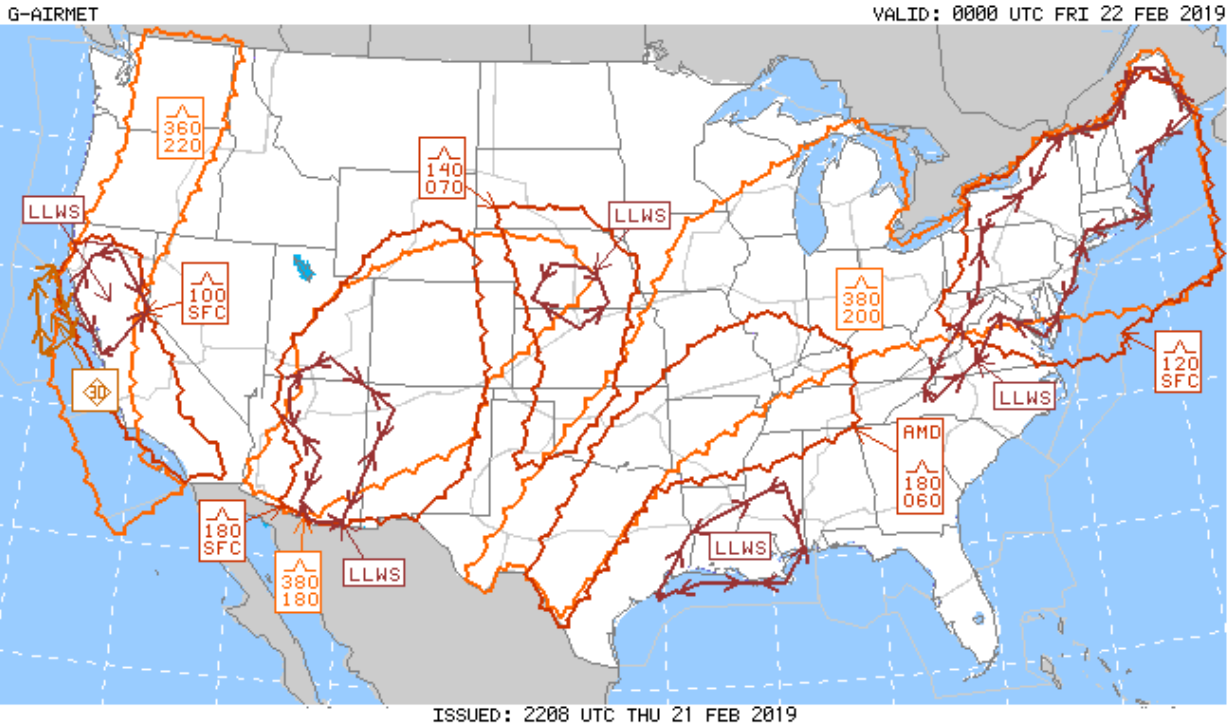 G-AIRMET
VALID: 0000 UTC FRI 22 FEB 2019
360
220
140
070
LLWS
LLWS
100
SFC
380
200
120
SFC
30
LLWS
AMD
180
060
180
SFC
LLWS
380
180
LLWS
ISSUED: 2208 UTC THU 21 FEB 2019